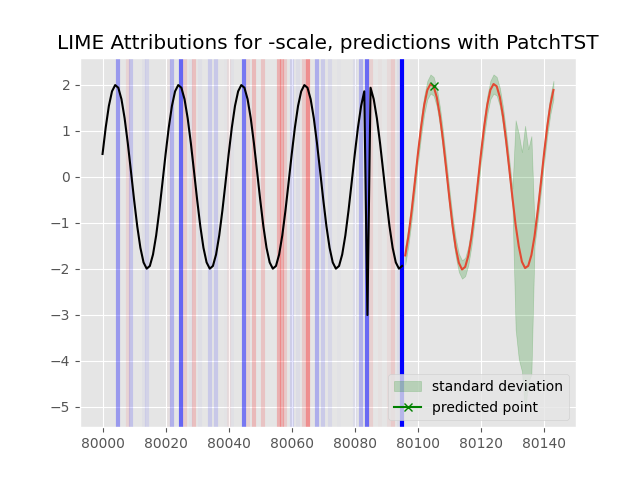 LIME Attributions for -scale, predictions with PatchTST
2
1
0
−1
−2
−3
−4
−5
standard deviation
predicted point
80000 80020 80040 80060 80080 80100 80120 80140